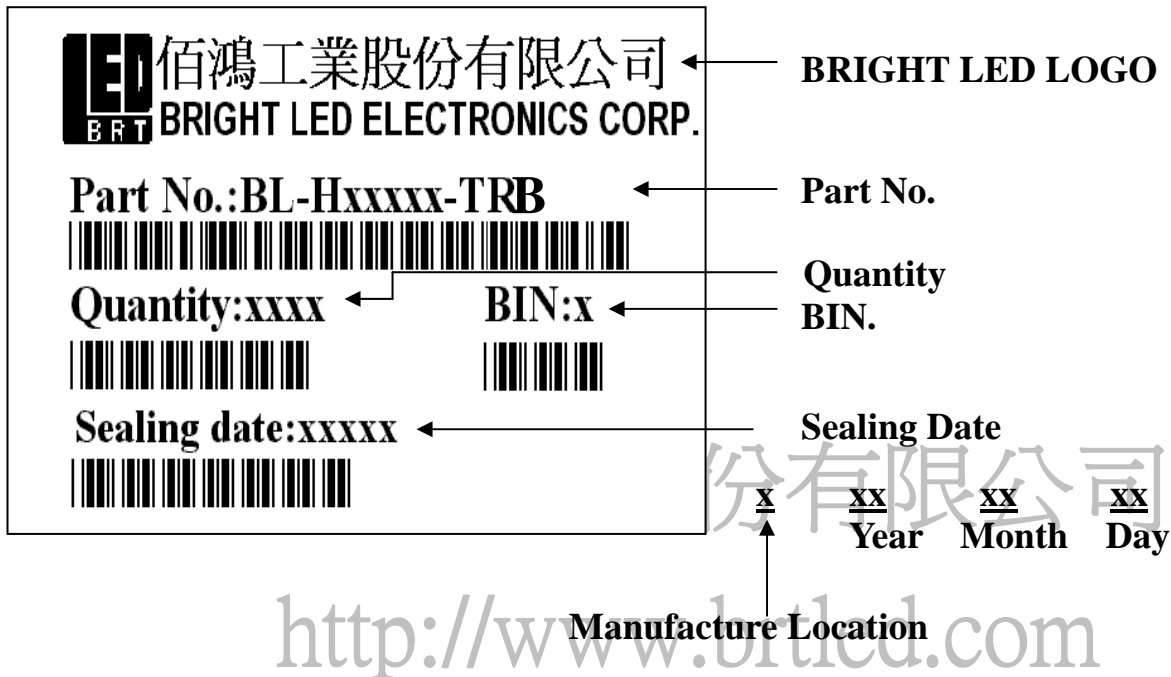 LED 佰鴻工業股份有限公司
BRT BRIGHT LED ELECTRONICS CORP.
BRIGHT LED LOGO
Part No.:BL-Hxxxxx-TRB
Part No.
Quantity:xxxx
BIN:x
Quantity
BIN.
Sealing date:xxxxx
Sealing Date
份有限公司
x xx xx xx
Year Month Day
Manufacture Location
http://www.brtled.com